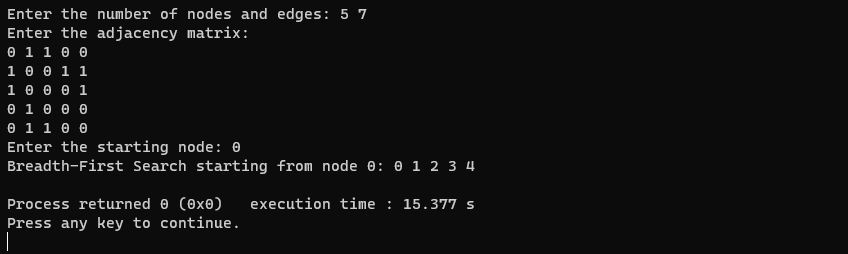 Enter the number of nodes and edges: 5 7
Enter the adjacency matrix:
0 1 1 0 0
1 0 0 1 1
1 0 0 0 1
0 1 0 0 0
0 1 1 0 0
Enter the starting node: 0
Breadth-First Search starting from node 0: 0 1 2 3 4
Process returned 0 (0x0)   execution time : 15.377 s
Press any key to continue.